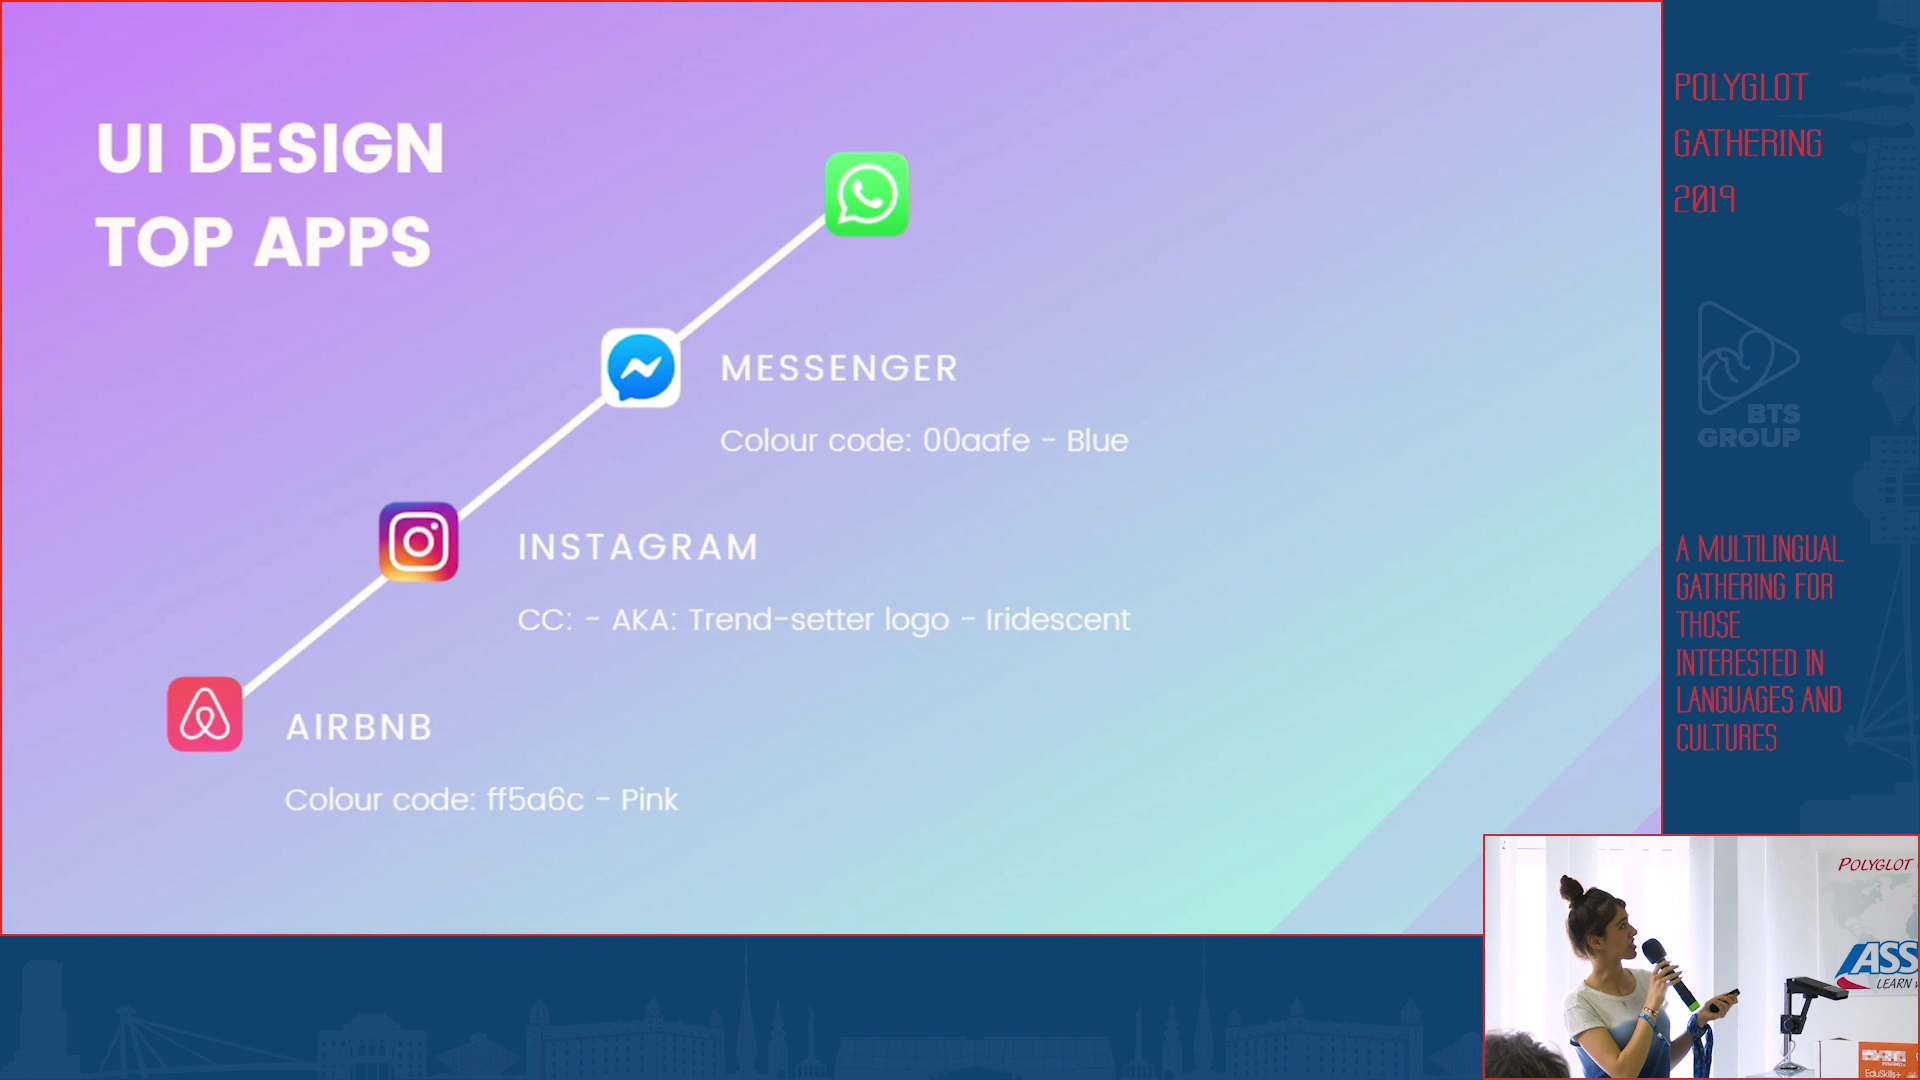 UI DESIGN
TOP APPS
MESSENGER
Colour code: 00aafe - Blue
INSTAGRAM
CC: - AKA: Trend-setter logo - Iridescent
AIRBNB
Colour code: ff5a6c - Pink
POLYGLOT
GATHERING
2019
BTS
GROUP
A MULTILINGUAL
GATHERING FOR
THOSE
INTERESTED IN
LANGUAGES AND
CULTURES
POLYGLOT
ASS
LEARN
EduSkills+